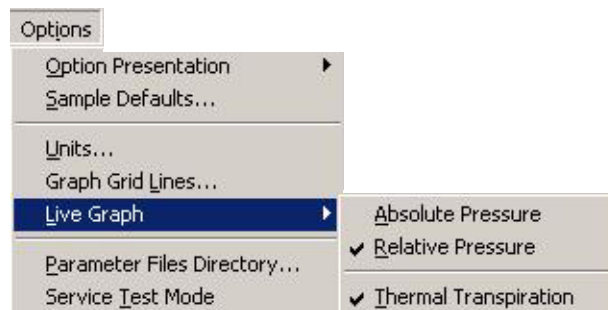 Options
Option Presentation
Sample Defaults...
Units...
Graph Grid Lines...
Live Graph
Absolute Pressure
Relative Pressure
Parameter Files Directory...
Service Test Mode
Thermal Transpiration